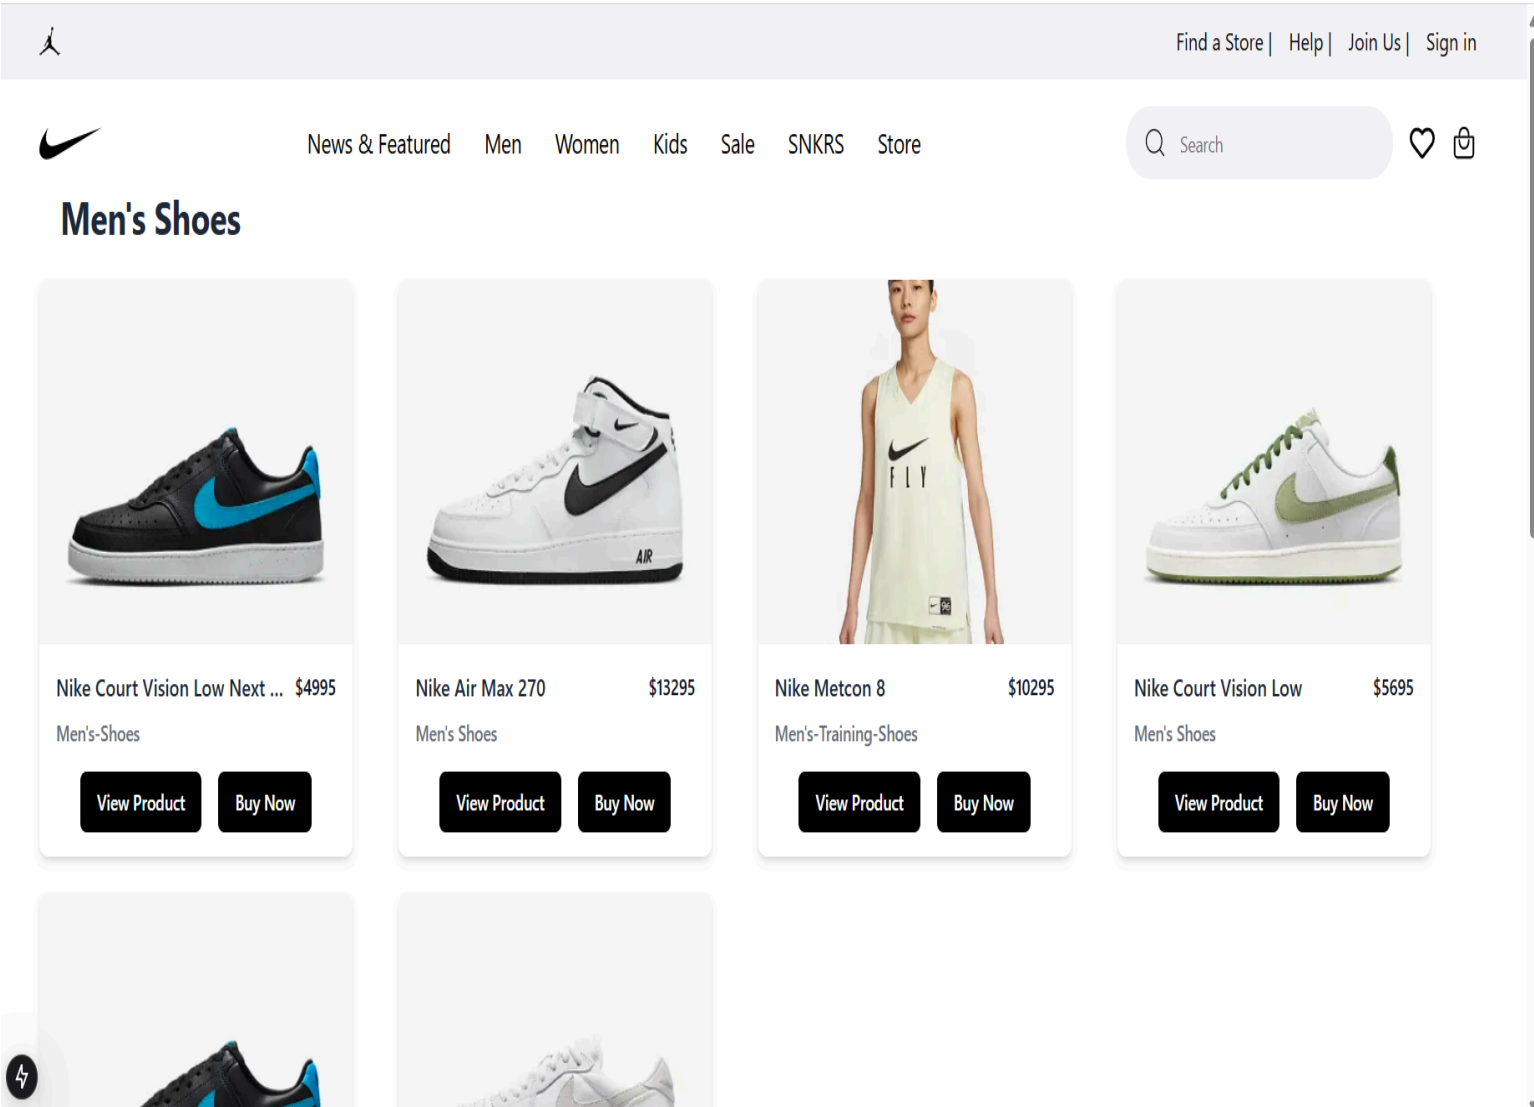 Find a Store | Help | Join Us | Sign in
News & Featured Men Women Kids Sale SNKRS Store Search
Men's Shoes
AIR
FLY
96
Nike Court Vision Low Next ... $4995 Nike Air Max 270 $13295 Nike Metcon 8 $10295 Nike Court Vision Low $5695
Men's-Shoes Men's Shoes Men's-Training-Shoes Men's Shoes
View Product Buy Now View Product Buy Now View Product Buy Now View Product Buy Now